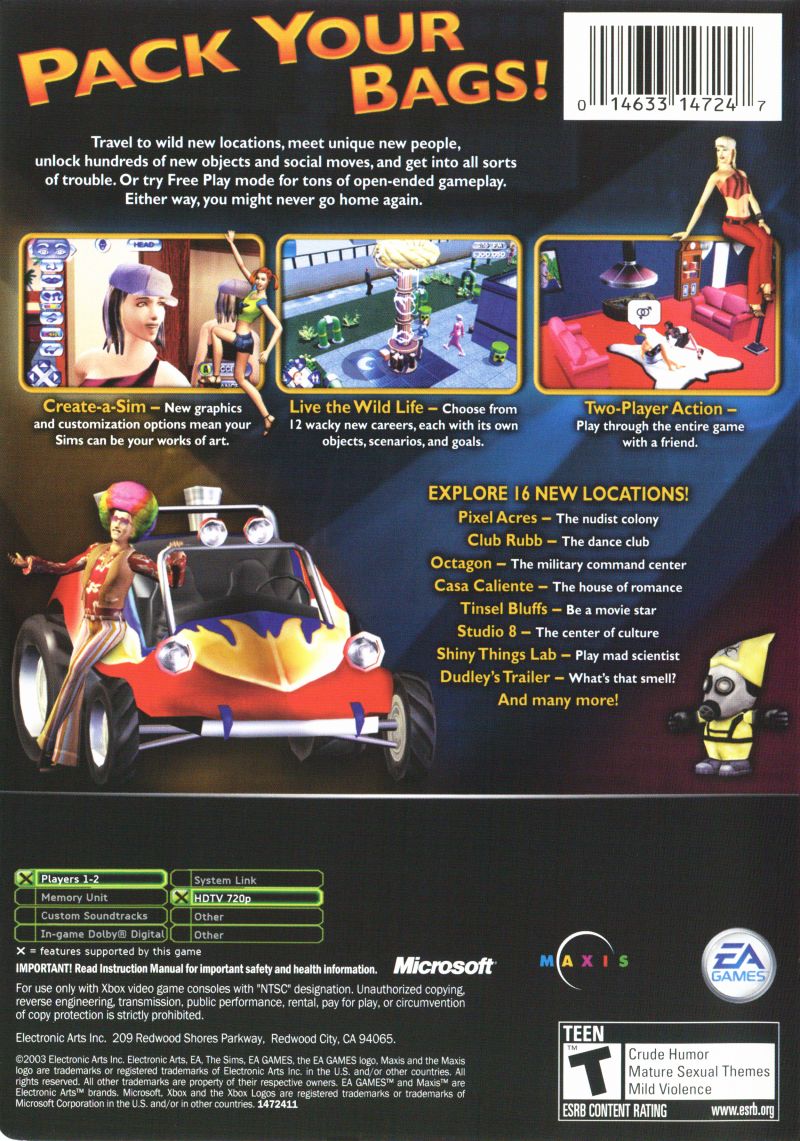 PACK YOUR
BAGS!
0 14633 14724 7
Travel to wild new locations, meet unique new people,
unlock hundreds of new objects and social moves, and get into all sorts
of trouble. Or try Free Play mode for tons of open-ended gameplay.
Either way, you might never go home again.
HEAD
Create-a-Sim – New graphics
and customization options mean your
Sims can be your works of art.
Live the Wild Life – Choose from
12 wacky new careers, each with its own
objects, scenarios, and goals.
Two-Player Action –
Play through the entire game
with a friend.
EXPLORE 16 NEW LOCATIONS!
Pixel Acres – The nudist colony
Club Rubb – The dance club
Octagon – The military command center
Casa Caliente – The house of romance
Tinsel Bluffs – Be a movie star
Studio 8 – The center of culture
Shiny Things Lab – Play mad scientist
Dudley's Trailer – What's that smell?
And many more!
Players 1-2
System Link
Memory Unit
HDTV 720p
Custom Soundtracks
Other
In-game Dolby® Digital
Other
X = features supported by this game
IMPORTANT! Read Instruction Manual for important safety and health information.
Microsoft®
MAXIS
EA
GAMES™
For use only with Xbox video game consoles with "NTSC" designation. Unauthorized copying,
reverse engineering, transmission, public performance, rental, pay for play, or circumvention
of copy protection is strictly prohibited.
Electronic Arts Inc. 209 Redwood Shores Parkway, Redwood City, CA 94065.
©2003 Electronic Arts Inc. Electronic Arts, EA, The Sims, EA GAMES, the EA GAMES logo, Maxis and the Maxis
logo are trademarks or registered trademarks of Electronic Arts Inc. in the U.S. and/or other countries. All
rights reserved. All other trademarks are property of their respective owners. EA GAMES™ and Maxis™ are
Electronic Arts™ brands. Microsoft, Xbox and the Xbox Logos are registered trademarks or trademarks of
Microsoft Corporation in the U.S. and/or in other countries. 1472411
TEEN
T™
Crude Humor
Mature Sexual Themes
Mild Violence
ESRB CONTENT RATING www.esrb.org